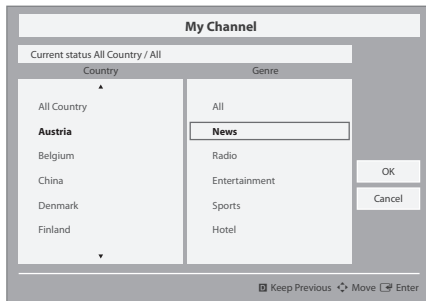 My Channel
Current status All Country / All
Country Genre
All Country All
Austria News
Belgium Radio
China Entertainment
Denmark Sports
Finland Hotel
OK
Cancel
D Keep Previous Move Enter